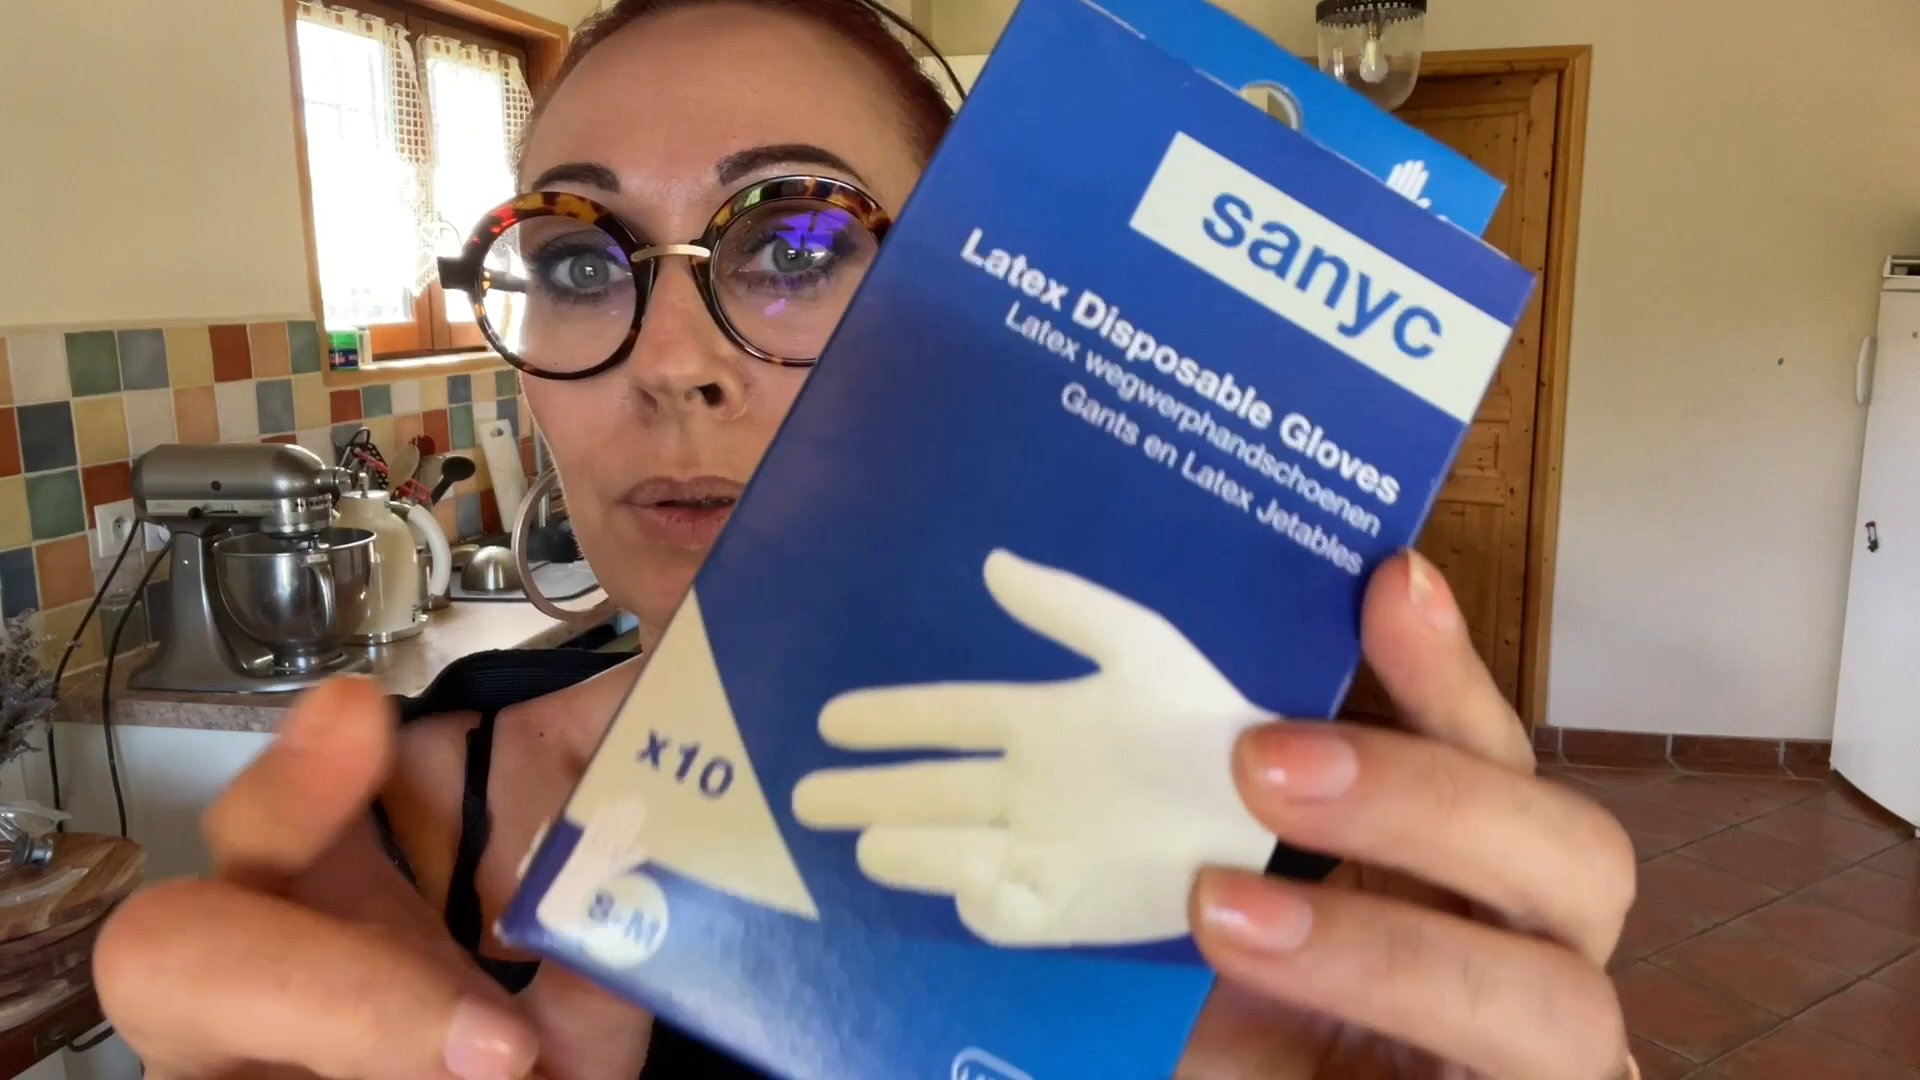 sanyc
Latex Disposable Gloves
Latex wegwerphandschoenen
Gants en Latex Jetables
x10
S-M